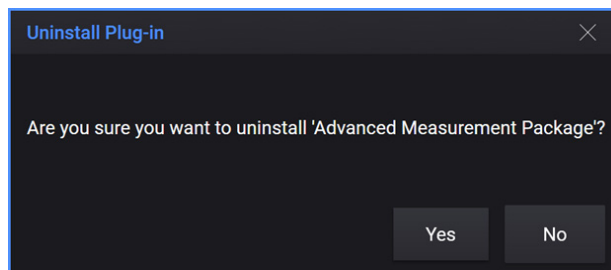 Uninstall Plug-in
Are you sure you want to uninstall 'Advanced Measurement Package'?
Yes No